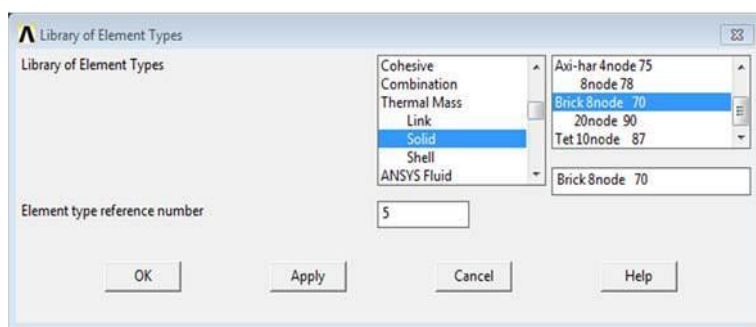 Library of Element Types
Library of Element Types
Cohesive
Combination
Thermal Mass
Link
Solid
Shell
ANSYS Fluid
Axi-har 4node 75
8node 78
Brick 8node 70
20node 90
Tet 10node 87
Brick 8node 70
Element type reference number
5
OK
Apply
Cancel
Help